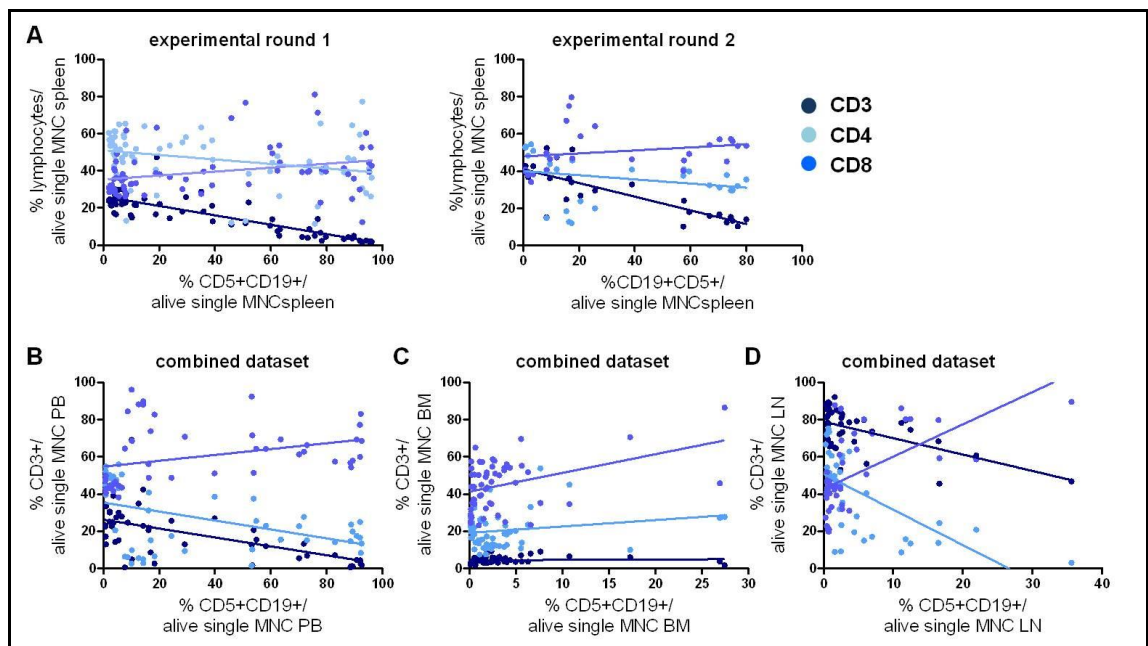 A
experimental round 1
experimental round 2
% lymphocytes/
alive single MNC spleen
100
80
60
40
20
0
0 20 40 60 80 100
% CD5+CD19+/
alive single MNCspleen
%lymphocytes/
alive single MNC spleen
100
80
60
40
20
0
0 20 40 60 80 100
%CD19+CD5+/
alive single MNCspleen
CD3
CD4
CD8
B
combined dataset
% CD3+/
alive single MNC PB
100
80
60
40
20
0
0 20 40 60 80 100
% CD5+CD19+/
alive single MNC PB
C
combined dataset
% CD3+/
alive single MNC BM
100
80
60
40
20
0
0 5 10 15 20 25 30
% CD5+CD19+/
alive single MNC BM
D
combined dataset
% CD3+/
alive single MNC LN
100
80
60
40
20
0
0 10 20 30 40
% CD5+CD19+/
alive single MNC LN